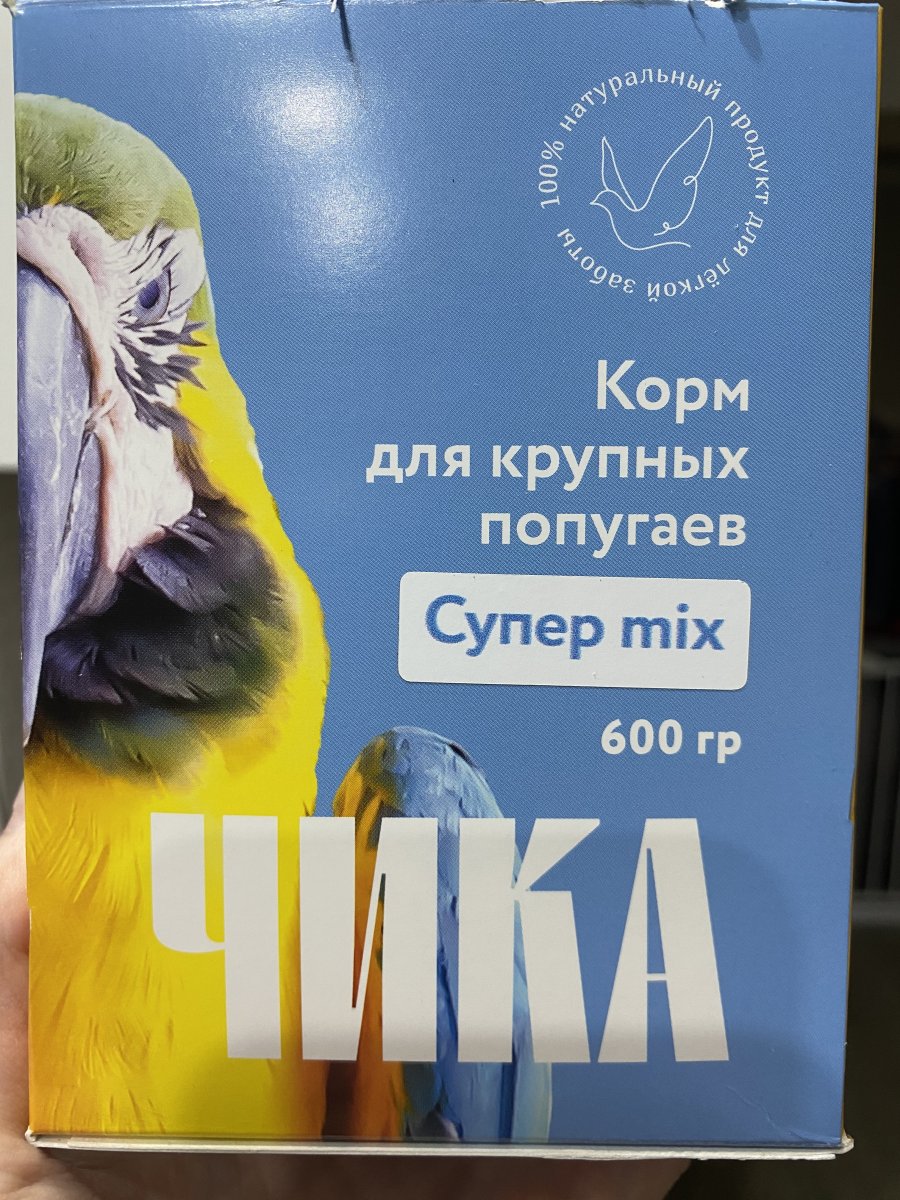 100% натуральный продукт для лёгкой заботы
Корм
для крупных
попугаев
Супер mix
600 гр
ЧИКА